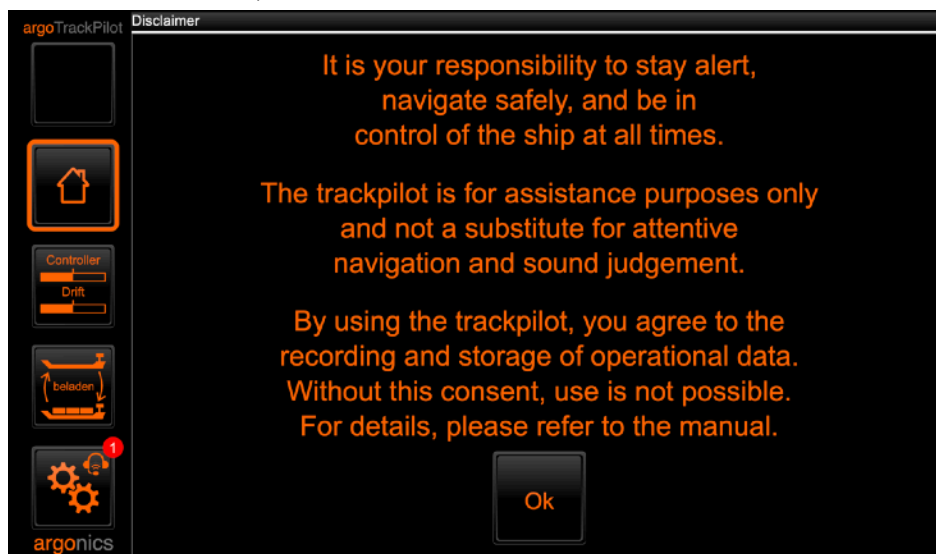 argoTrackPilot
Disclaimer
It is your responsibility to stay alert,
navigate safely, and be in
control of the ship at all times.
The trackpilot is for assistance purposes only
and not a substitute for attentive
navigation and sound judgement.
By using the trackpilot, you agree to the
recording and storage of operational data.
Without this consent, use is not possible.
For details, please refer to the manual.
Ok
Controller
Drift
beladen
1
argonics